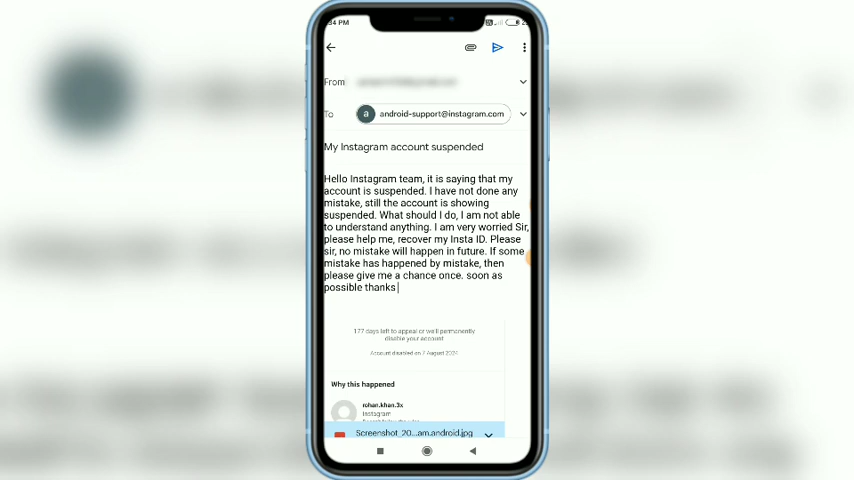 :34 PM
From
To
a
android-support@instagram.com
My Instagram account suspended
Hello Instagram team, it is saying that my
account is suspended. I have not done any
mistake, still the account is showing
suspended. What should I do, I am not able
to understand anything. I am very worried Sir,
please help me, recover my Insta ID. Please
sir, no mistake will happen in future. If some
mistake has happened by mistake, then
please give me a chance once. soon as
possible thanks
177 days left to appeal or we'll permanently
disable your account
Account disabled on 7 August 2024
Why this happened
rohan.khan.3x
Instagram
Screenshot_20...am.android.jpg